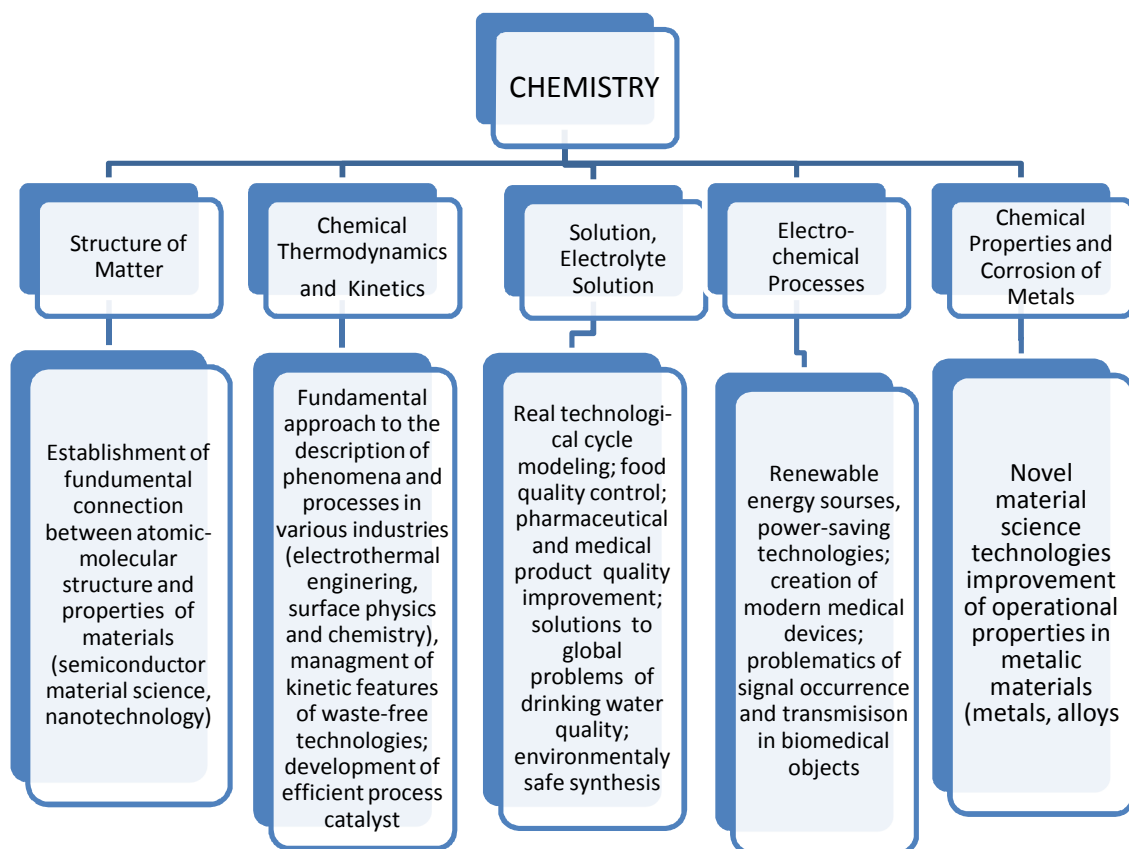 CHEMISTRY
Structure of
Matter
Chemical
Thermodynamics
and Kinetics
Solution,
Electrolyte
Solution
Electro-
chemical
Processes
Chemical
Properties and
Corrosion of
Metals
Establishment of
fundumental
connection
between atomic-
molecular
structure and
properties of
materials
(semiconductor
material science,
nanotechnology)
Fundamental
approach to the
description of
phenomena and
processes in
various industries
(electrothermal
enginering,
surface physics
and chemistry),
managment of
kinetic features
of waste-free
technologies;
development of
efficient process
catalyst
Real technologi-
cal cycle
modeling; food
quality control;
pharmaceutical
and medical
product quality
improvement;
solutions to
global
problems of
drinking water
quality;
environmentaly
safe synthesis
Renewable
energy sourses,
power-saving
technologies;
creation of
modern medical
devices;
problematics of
signal occurrence
and transmisison
in biomedical
objects
Novel
material
science
technologies
improvement
of operational
properties in
metalic
materials
(metals, alloys